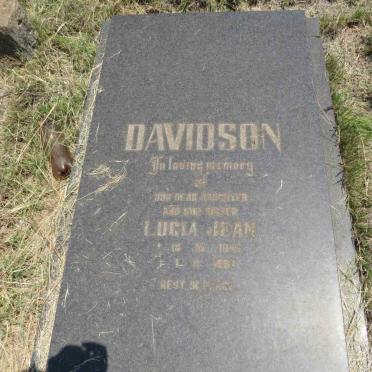 DAVIDSON
In loving memory
of
OUR DEAR DAUGHTER
AND OUR SISTER
LUCIA JEAN
REST IN PEACE